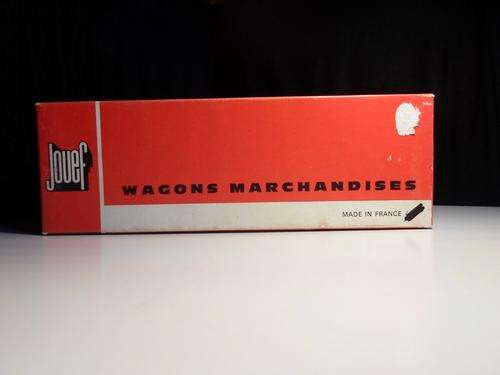 Jouef
WAGONS MARCHANDISES
MADE IN FRANCE